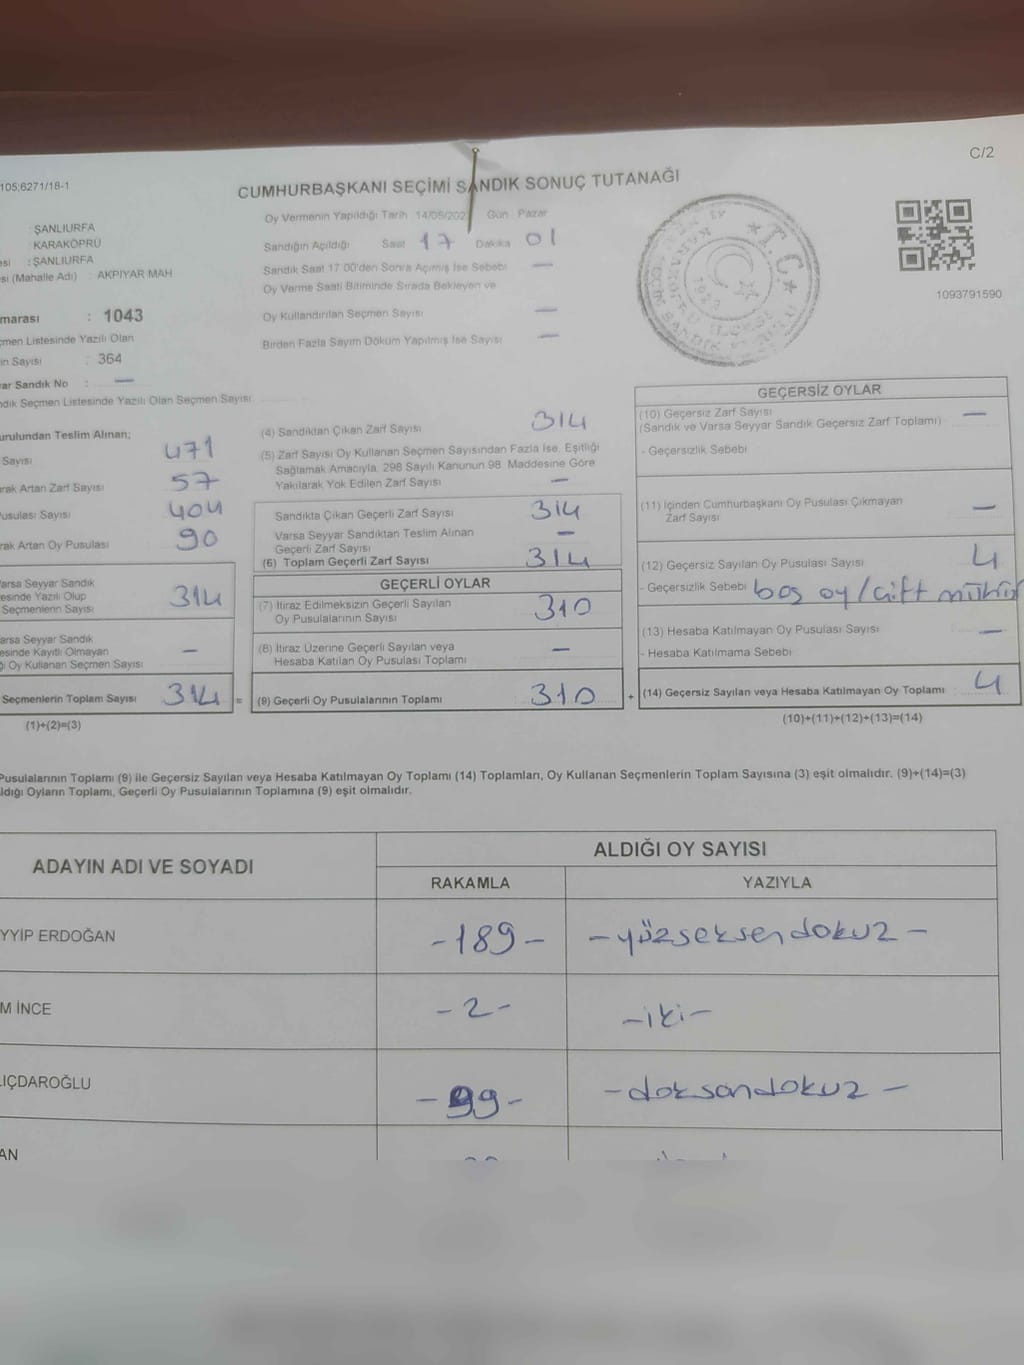 C/2
105;6271/18-1
CUMHURBAŞKANI SEÇİMİ SANDIK SONUÇ TUTANAĞI
: ŞANLIURFA
: KARAKÖPRÜ
: ŞANLIURFA
si (Mahalle Adı) : AKPIYAR MAH
marası : 1043
men Listesinde Yazılı Olan
n Sayısı : 364
ar Sandık No : —
dık Seçmen Listesinde Yazılı Olan Seçmen Sayısı
Oy Vermenin Yapıldığı Tarih 14/05/202 Gün Pazar
Sandığın Açıldığı Saat 17 Dakika 01
Sandık Saat 17.00'den Sonra Açılmış İse Sebebi —
Oy Verme Saati Bitiminde Sırada Bekleyen ve
Oy Kullandırılan Seçmen Sayısı —
Birden Fazla Sayım Döküm Yapılmış İse Sayısı —
T.C.
1093791590
urulundan Teslim Alınan;
Sayısı 471
rak Artan Zarf Sayısı 57
usulası Sayısı 404
rak Artan Oy Pusulası 90
arsa Seyyar Sandık
esinde Yazılı Olup
Seçmenlerin Sayısı 314
arsa Seyyar Sandık
esinde Kayıtlı Olmayan
Oy Kullanan Seçmen Sayısı —
Seçmenlerin Toplam Sayısı 314 =
(1)+(2)=(3)
(4) Sandıktan Çıkan Zarf Sayısı 314
(5) Zarf Sayısı Oy Kullanan Seçmen Sayısından Fazla İse, Eşitliği
Sağlamak Amacıyla, 298 Sayılı Kanunun 98. Maddesine Göre
Yakılarak Yok Edilen Zarf Sayısı —
Sandıkta Çıkan Geçerli Zarf Sayısı 314
Varsa Seyyar Sandıktan Teslim Alınan
Geçerli Zarf Sayısı —
(6) Toplam Geçerli Zarf Sayısı 314
GEÇERLİ OYLAR
(7) İtiraz Edilmeksizin Geçerli Sayılan
Oy Pusulalarının Sayısı 310
(8) İtiraz Üzerine Geçerli Sayılan veya
Hesaba Katılan Oy Pusulası Toplamı —
(9) Geçerli Oy Pusulalarının Toplamı 310 +
GEÇERSİZ OYLAR
(10) Geçersiz Zarf Sayısı —
(Sandık ve Varsa Seyyar Sandık Geçersiz Zarf Toplamı)
- Geçersizlik Sebebi
(11) İçinden Cumhurbaşkanı Oy Pusulası Çıkmayan
Zarf Sayısı —
(12) Geçersiz Sayılan Oy Pusulası Sayısı 4
- Geçersizlik Sebebi boş oy/çift mühür
(13) Hesaba Katılmayan Oy Pusulası Sayısı —
- Hesaba Katılmama Sebebi
(14) Geçersiz Sayılan veya Hesaba Katılmayan Oy Toplamı : 4
(10)+(11)+(12)+(13)=(14)
Pusulalarının Toplamı (9) ile Geçersiz Sayılan veya Hesaba Katılmayan Oy Toplamı (14) Toplamları, Oy Kullanan Seçmenlerin Toplam Sayısına (3) eşit olmalıdır. (9)+(14)=(3)
ldığı Oyların Toplamı, Geçerli Oy Pusulalarının Toplamına (9) eşit olmalıdır.
ADAYIN ADI VE SOYADI
ALDIĞI OY SAYISI
RAKAMLA YAZIYLA
YYİP ERDOĞAN -189- -yüzseksendokuz-
M İNCE -2- -iki-
LIÇDAROĞLU -99- -doksandokuz-
AN